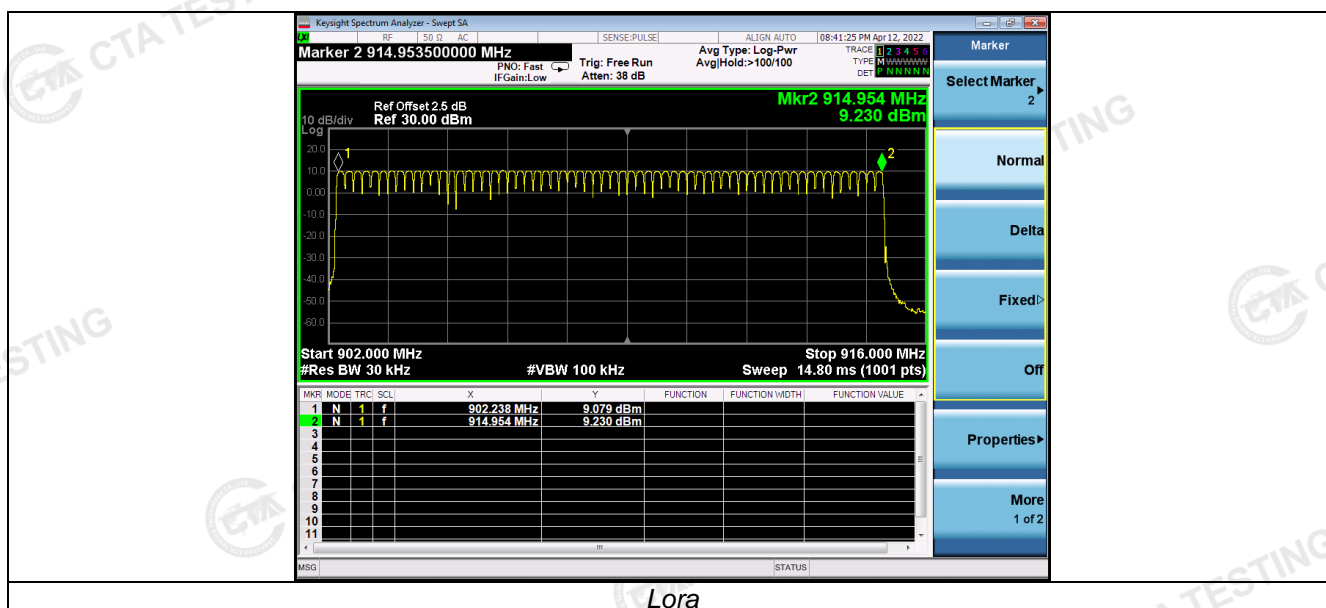 CTA TESTING
Keysight Spectrum Analyzer - Swept SA
LXI RF 50 Ω AC SENSE:PULSE ALIGN AUTO 08:41:25 PM Apr 12, 2022
Marker 2 914.953500000 MHz
PNO: Fast
IFGain:Low
Trig: Free Run
Atten: 38 dB
Avg Type: Log-Pwr
Avg|Hold:>100/100
TRACE 1 2 3 4 5 6
TYPE M WWWWW
DET P N N N N N
Mkr2 914.954 MHz
9.230 dBm
Ref Offset 2.5 dB
10 dB/div Ref 30.00 dBm
Log
20.0
10.0
0.00
-10.0
-20.0
-30.0
-40.0
-50.0
-60.0
1
2
Start 902.000 MHz Stop 916.000 MHz
#Res BW 30 kHz #VBW 100 kHz Sweep 14.80 ms (1001 pts)
MKR MODE TRC SCL X Y FUNCTION FUNCTION WIDTH FUNCTION VALUE
1 N 1 f 902.238 MHz 9.079 dBm
2 N 1 f 914.954 MHz 9.230 dBm
3
4
5
6
7
8
9
10
11
MSG STATUS
Marker
Select Marker
2
Normal
Delta
Fixed
Off
Properties
More
1 of 2
Lora
TING
ESTING
CTA
CTA
TESTING